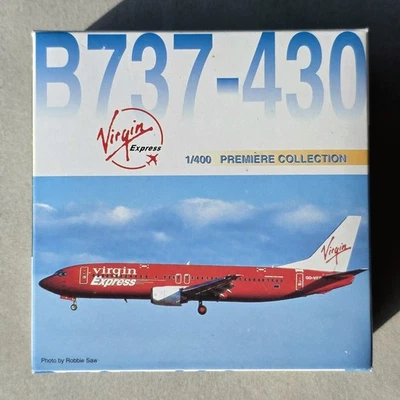 B737-430
Virgin
Express
1/400 PREMIERE COLLECTION
Virgin
virgin
Express
Photo by Robbie Saw